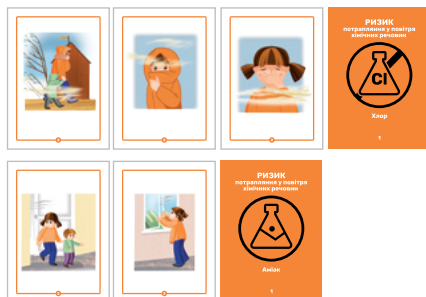 РИЗИК
потрапляння у повітря
хімічних речовин
Cl
Хлор
1
РИЗИК
потрапляння у повітря
хімічних речовин
Аміак
1